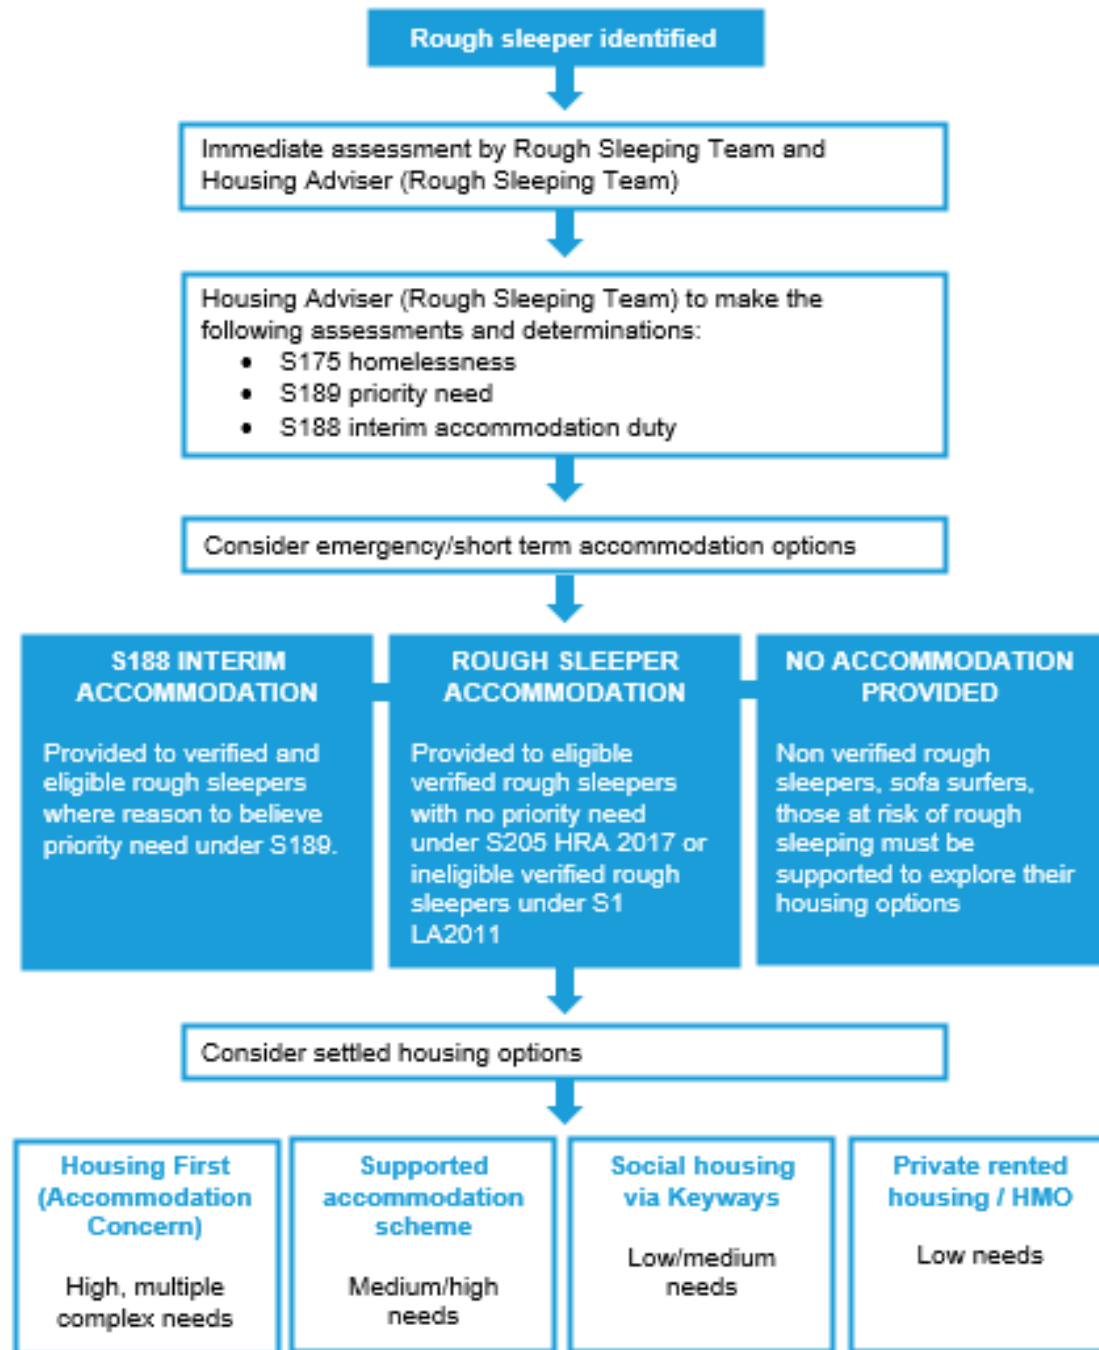 Rough sleeper identified
Immediate assessment by Rough Sleeping Team and
Housing Adviser (Rough Sleeping Team)
Housing Adviser (Rough Sleeping Team) to make the
following assessments and determinations:
• S175 homelessness
• S189 priority need
• S188 interim accommodation duty
Consider emergency/short term accommodation options
S188 INTERIM
ACCOMMODATION
Provided to verified and
eligible rough sleepers
where reason to believe
priority need under S189.
ROUGH SLEEPER
ACCOMMODATION
Provided to eligible
verified rough sleepers
with no priority need
under S205 HRA 2017 or
ineligible verified rough
sleepers under S1
LA2011
NO ACCOMMODATION
PROVIDED
Non verified rough
sleepers, sofa surfers,
those at risk of rough
sleeping must be
supported to explore their
housing options
Consider settled housing options
Housing First
(Accommodation
Concern)
High, multiple
complex needs
Supported
accommodation
scheme
Medium/high
needs
Social housing
via Keyways
Low/medium
needs
Private rented
housing / HMO
Low needs